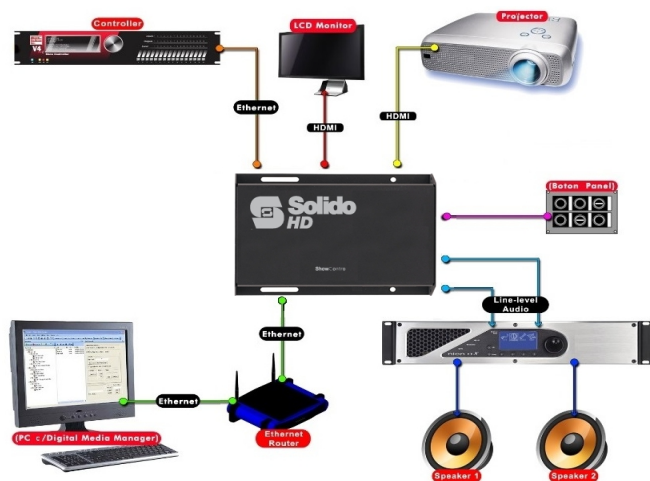 Controller
LCD Monitor
Projector
V4
Ethernet
HDMI
HDMI
Solido
HD
(Boton Panel)
ShowCentre
Line-level
Audio
Ethernet
Ethernet
(PC c/Digital Media Manager)
Ethernet
Router
Speaker 1
Speaker 2